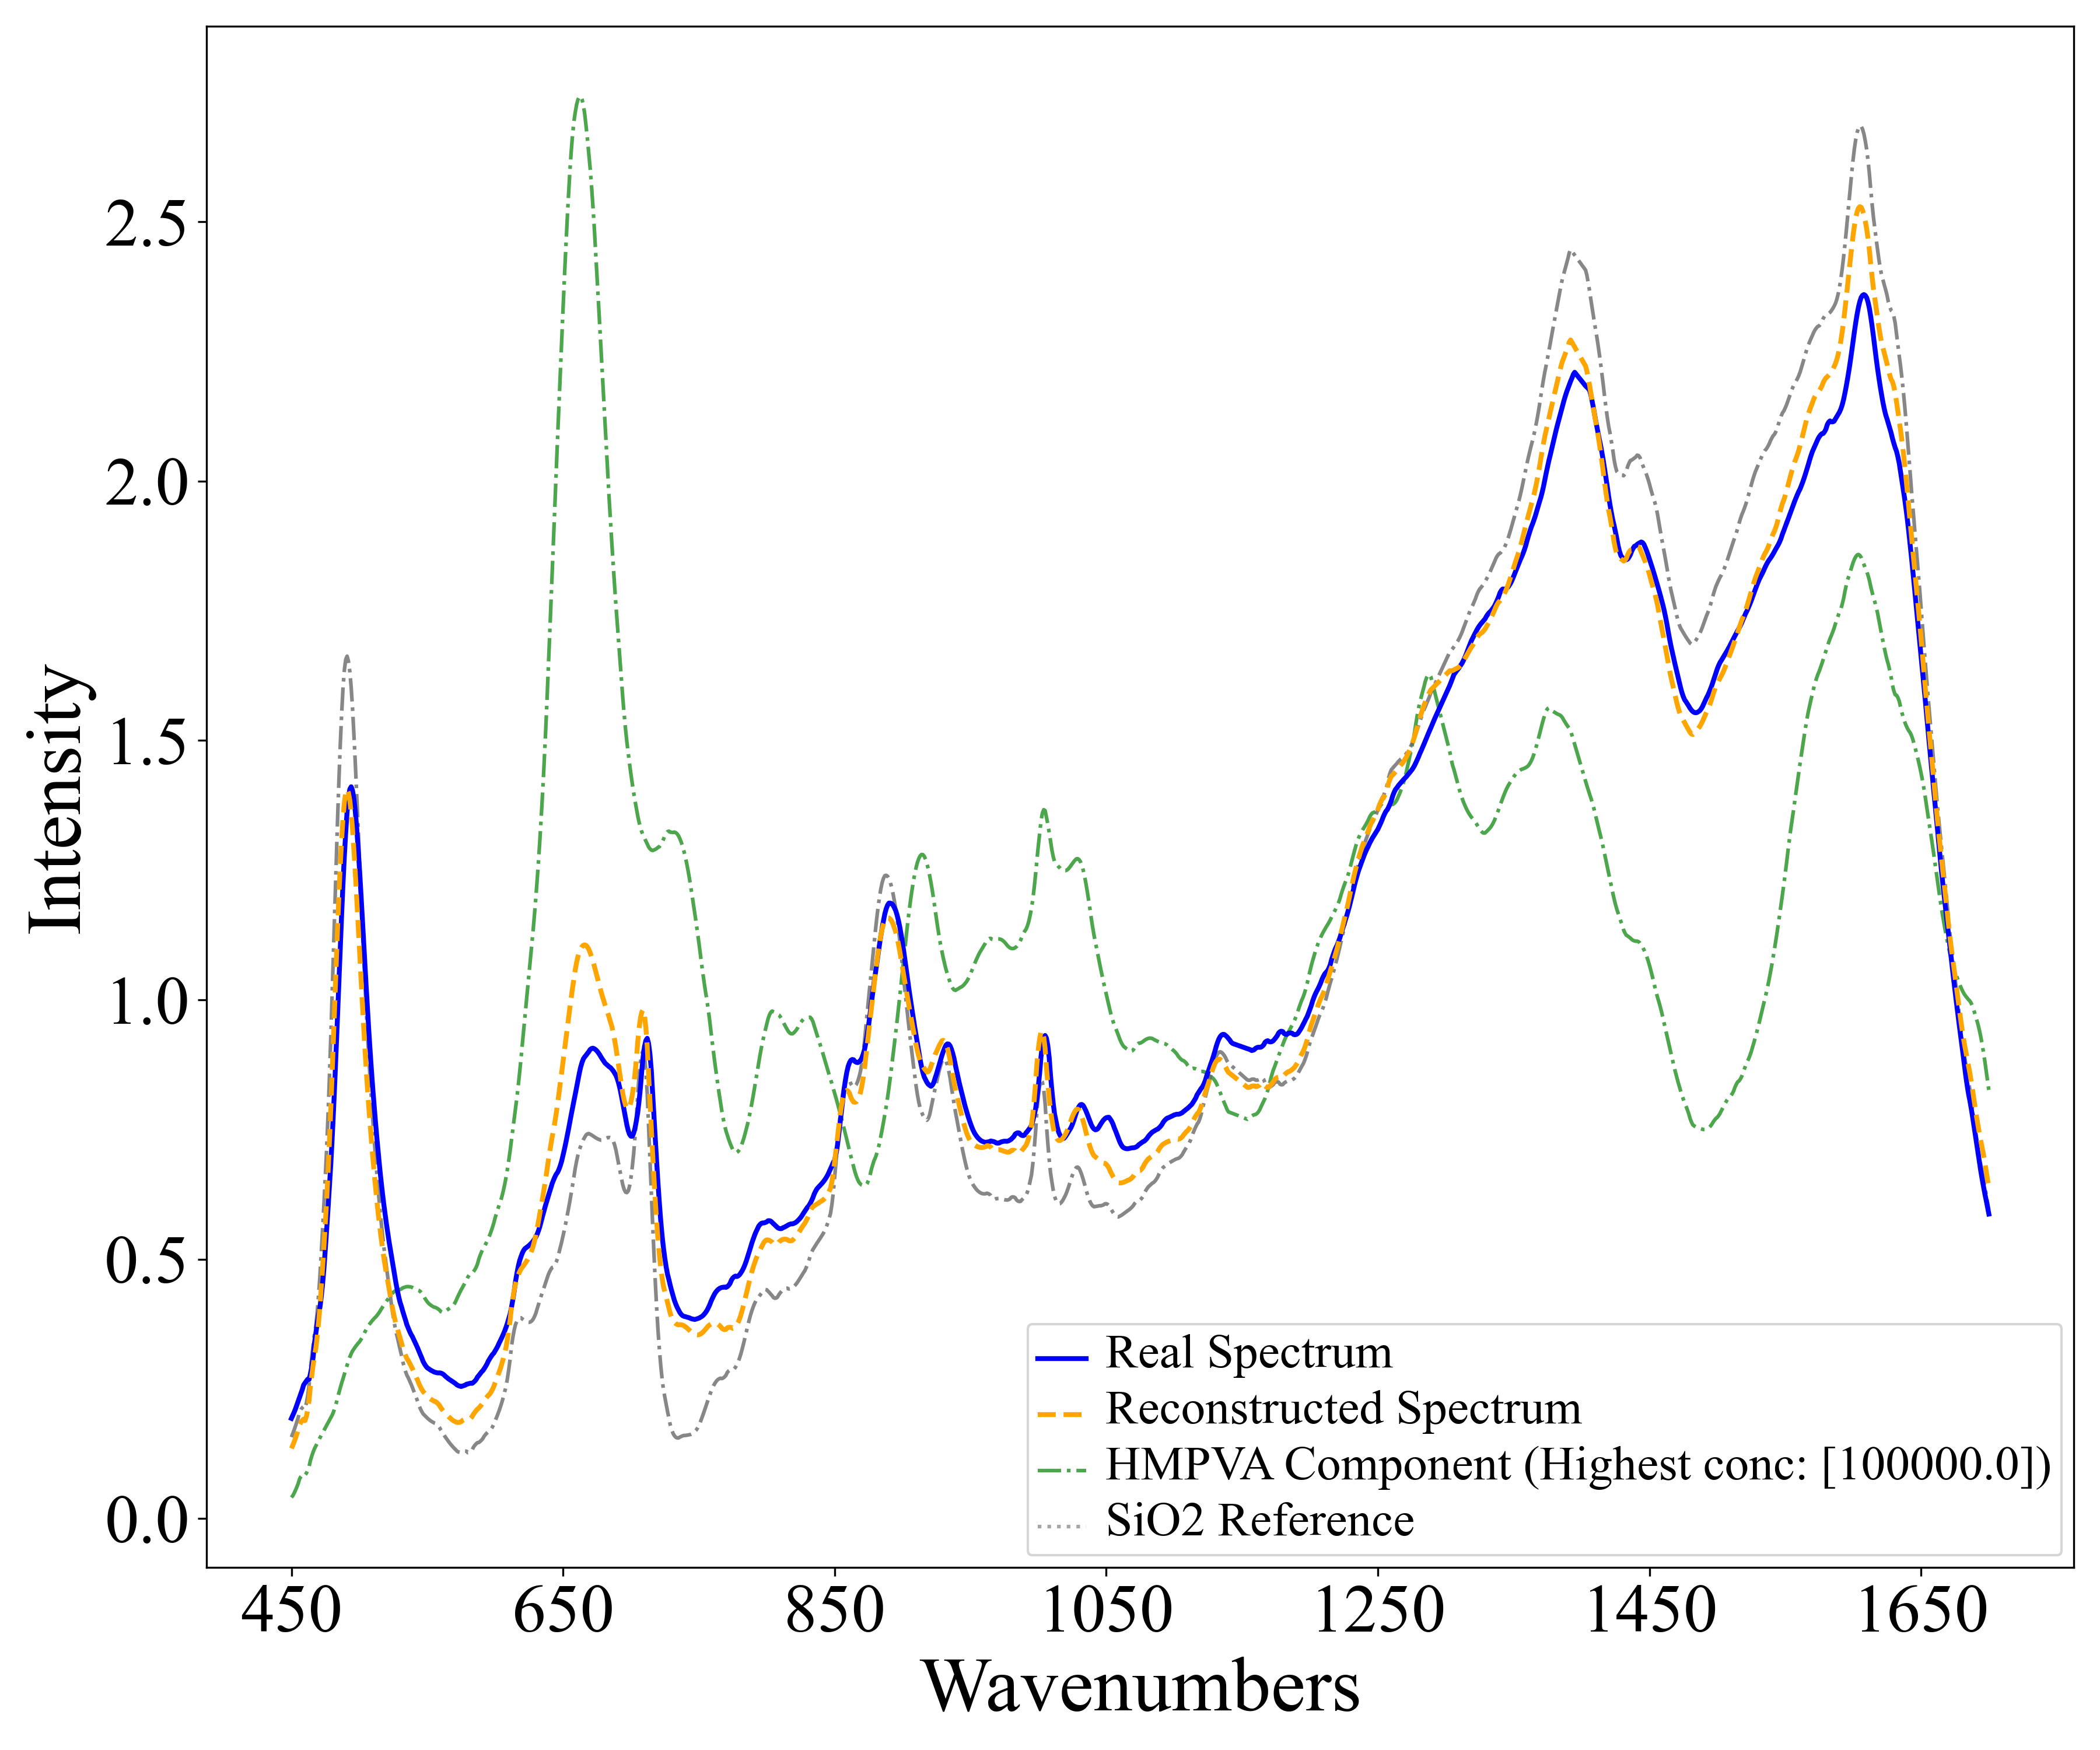 Intensity
2.5
2.0
1.5
1.0
0.5
0.0
Real Spectrum
Reconstructed Spectrum
HMPVA Component (Highest conc: [100000.0])
SiO2 Reference
450 650 850 1050 1250 1450 1650
Wavenumbers